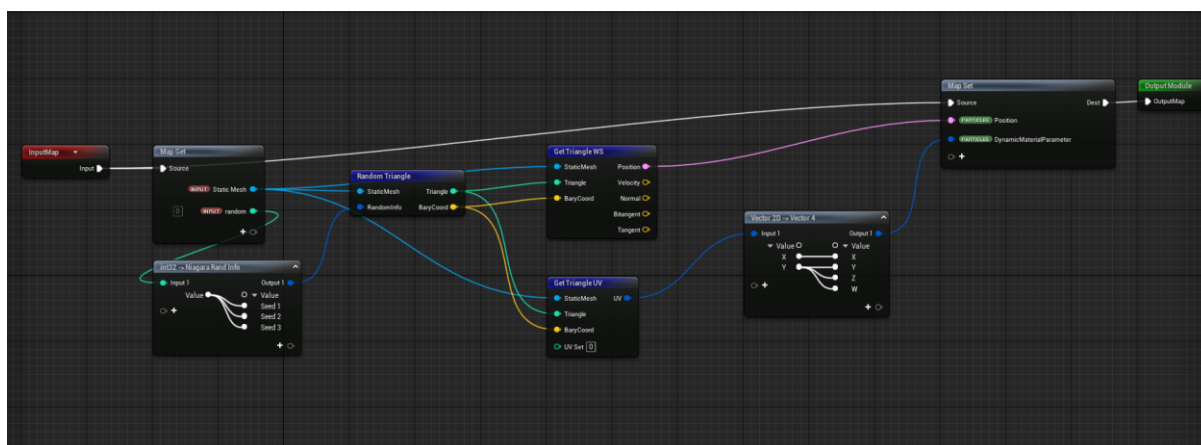 InputMap
Input
Map Get
Source
INPUT Static Mesh
0 INPUT random
+
int32 -> Niagara Rand Info
Input 1 Output 1
Value Value
+ Seed 1
Seed 2
Seed 3
+
Random Triangle
StaticMesh Triangle
RandomInfo BaryCoord
Get Triangle WS
StaticMesh Position
Triangle Velocity
BaryCoord Normal
Bitangent
Tangent
Get Triangle UV
StaticMesh UV
Triangle
BaryCoord
UV Set 0
Vector 2D -> Vector 4
Input 1 Output 1
Value Value
X X
Y Y
Z
+ W
+
Map Set
Source Dest
PARTICLES Position
PARTICLES DynamicMaterialParameter
+
Output Module
OutputMap